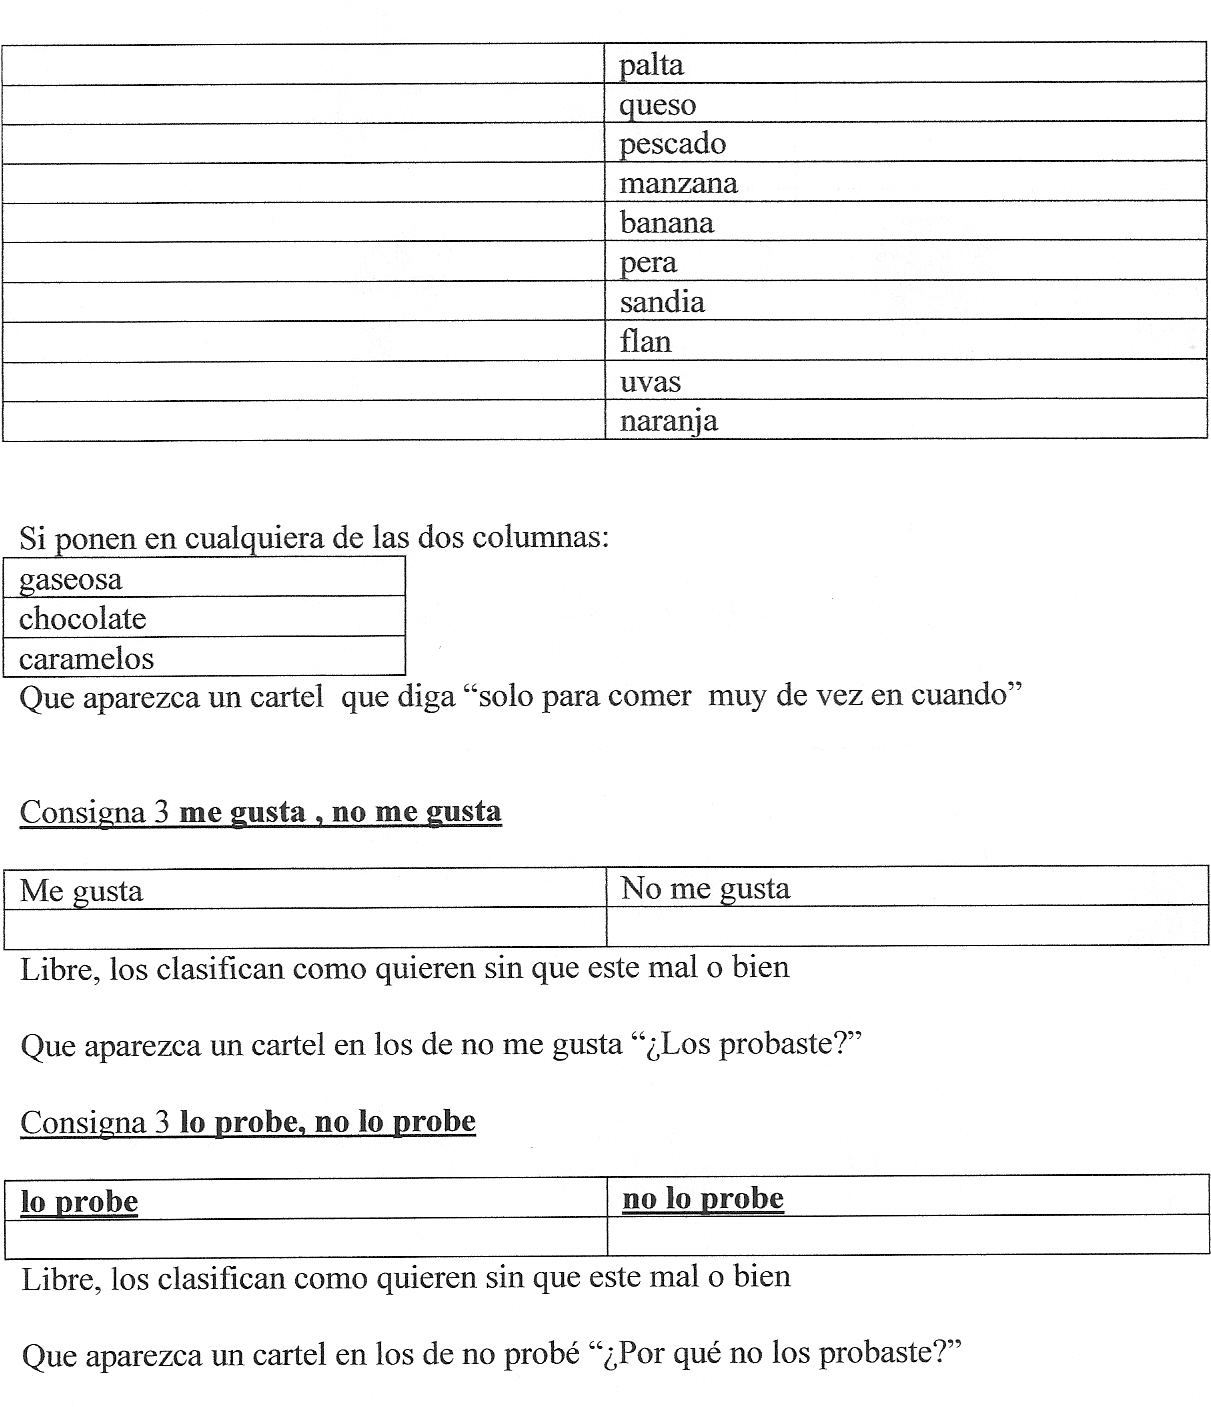 palta
queso
pescado
manzana
banana
pera
sandia
flan
uvas
naranja
Si ponen en cualquiera de las dos columnas:
gaseosa
chocolate
caramelos
Que aparezca un cartel que diga “solo para comer muy de vez en cuando”
Consigna 3 me gusta , no me gusta
Me gusta No me gusta
Libre, los clasifican como quieren sin que este mal o bien
Que aparezca un cartel en los de no me gusta “¿Los probaste?”
Consigna 3 lo probe, no lo probe
lo probe no lo probe
Libre, los clasifican como quieren sin que este mal o bien
Que aparezca un cartel en los de no probé “¿Por qué no los probaste?”